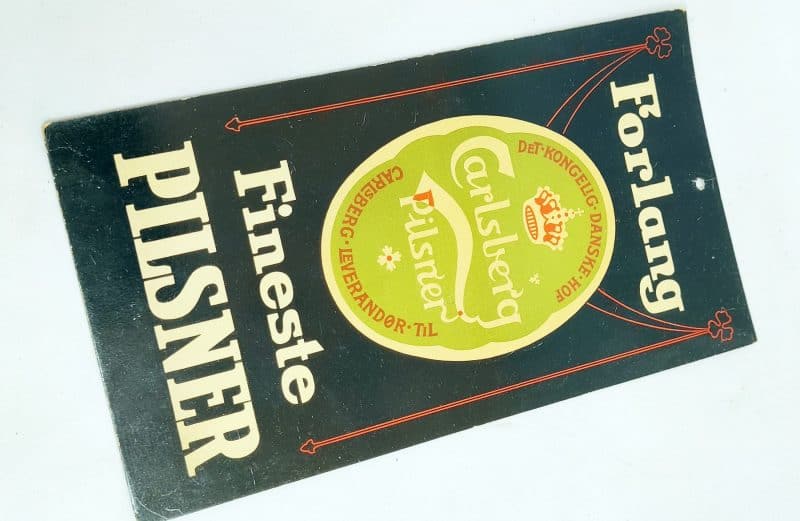 Forlang
DET·KONGELIG·DANSKE·HOF
Carlsberg
Pilsner
CARLSBERG·LEVERANDØR·TIL
Fineste
PILSNER